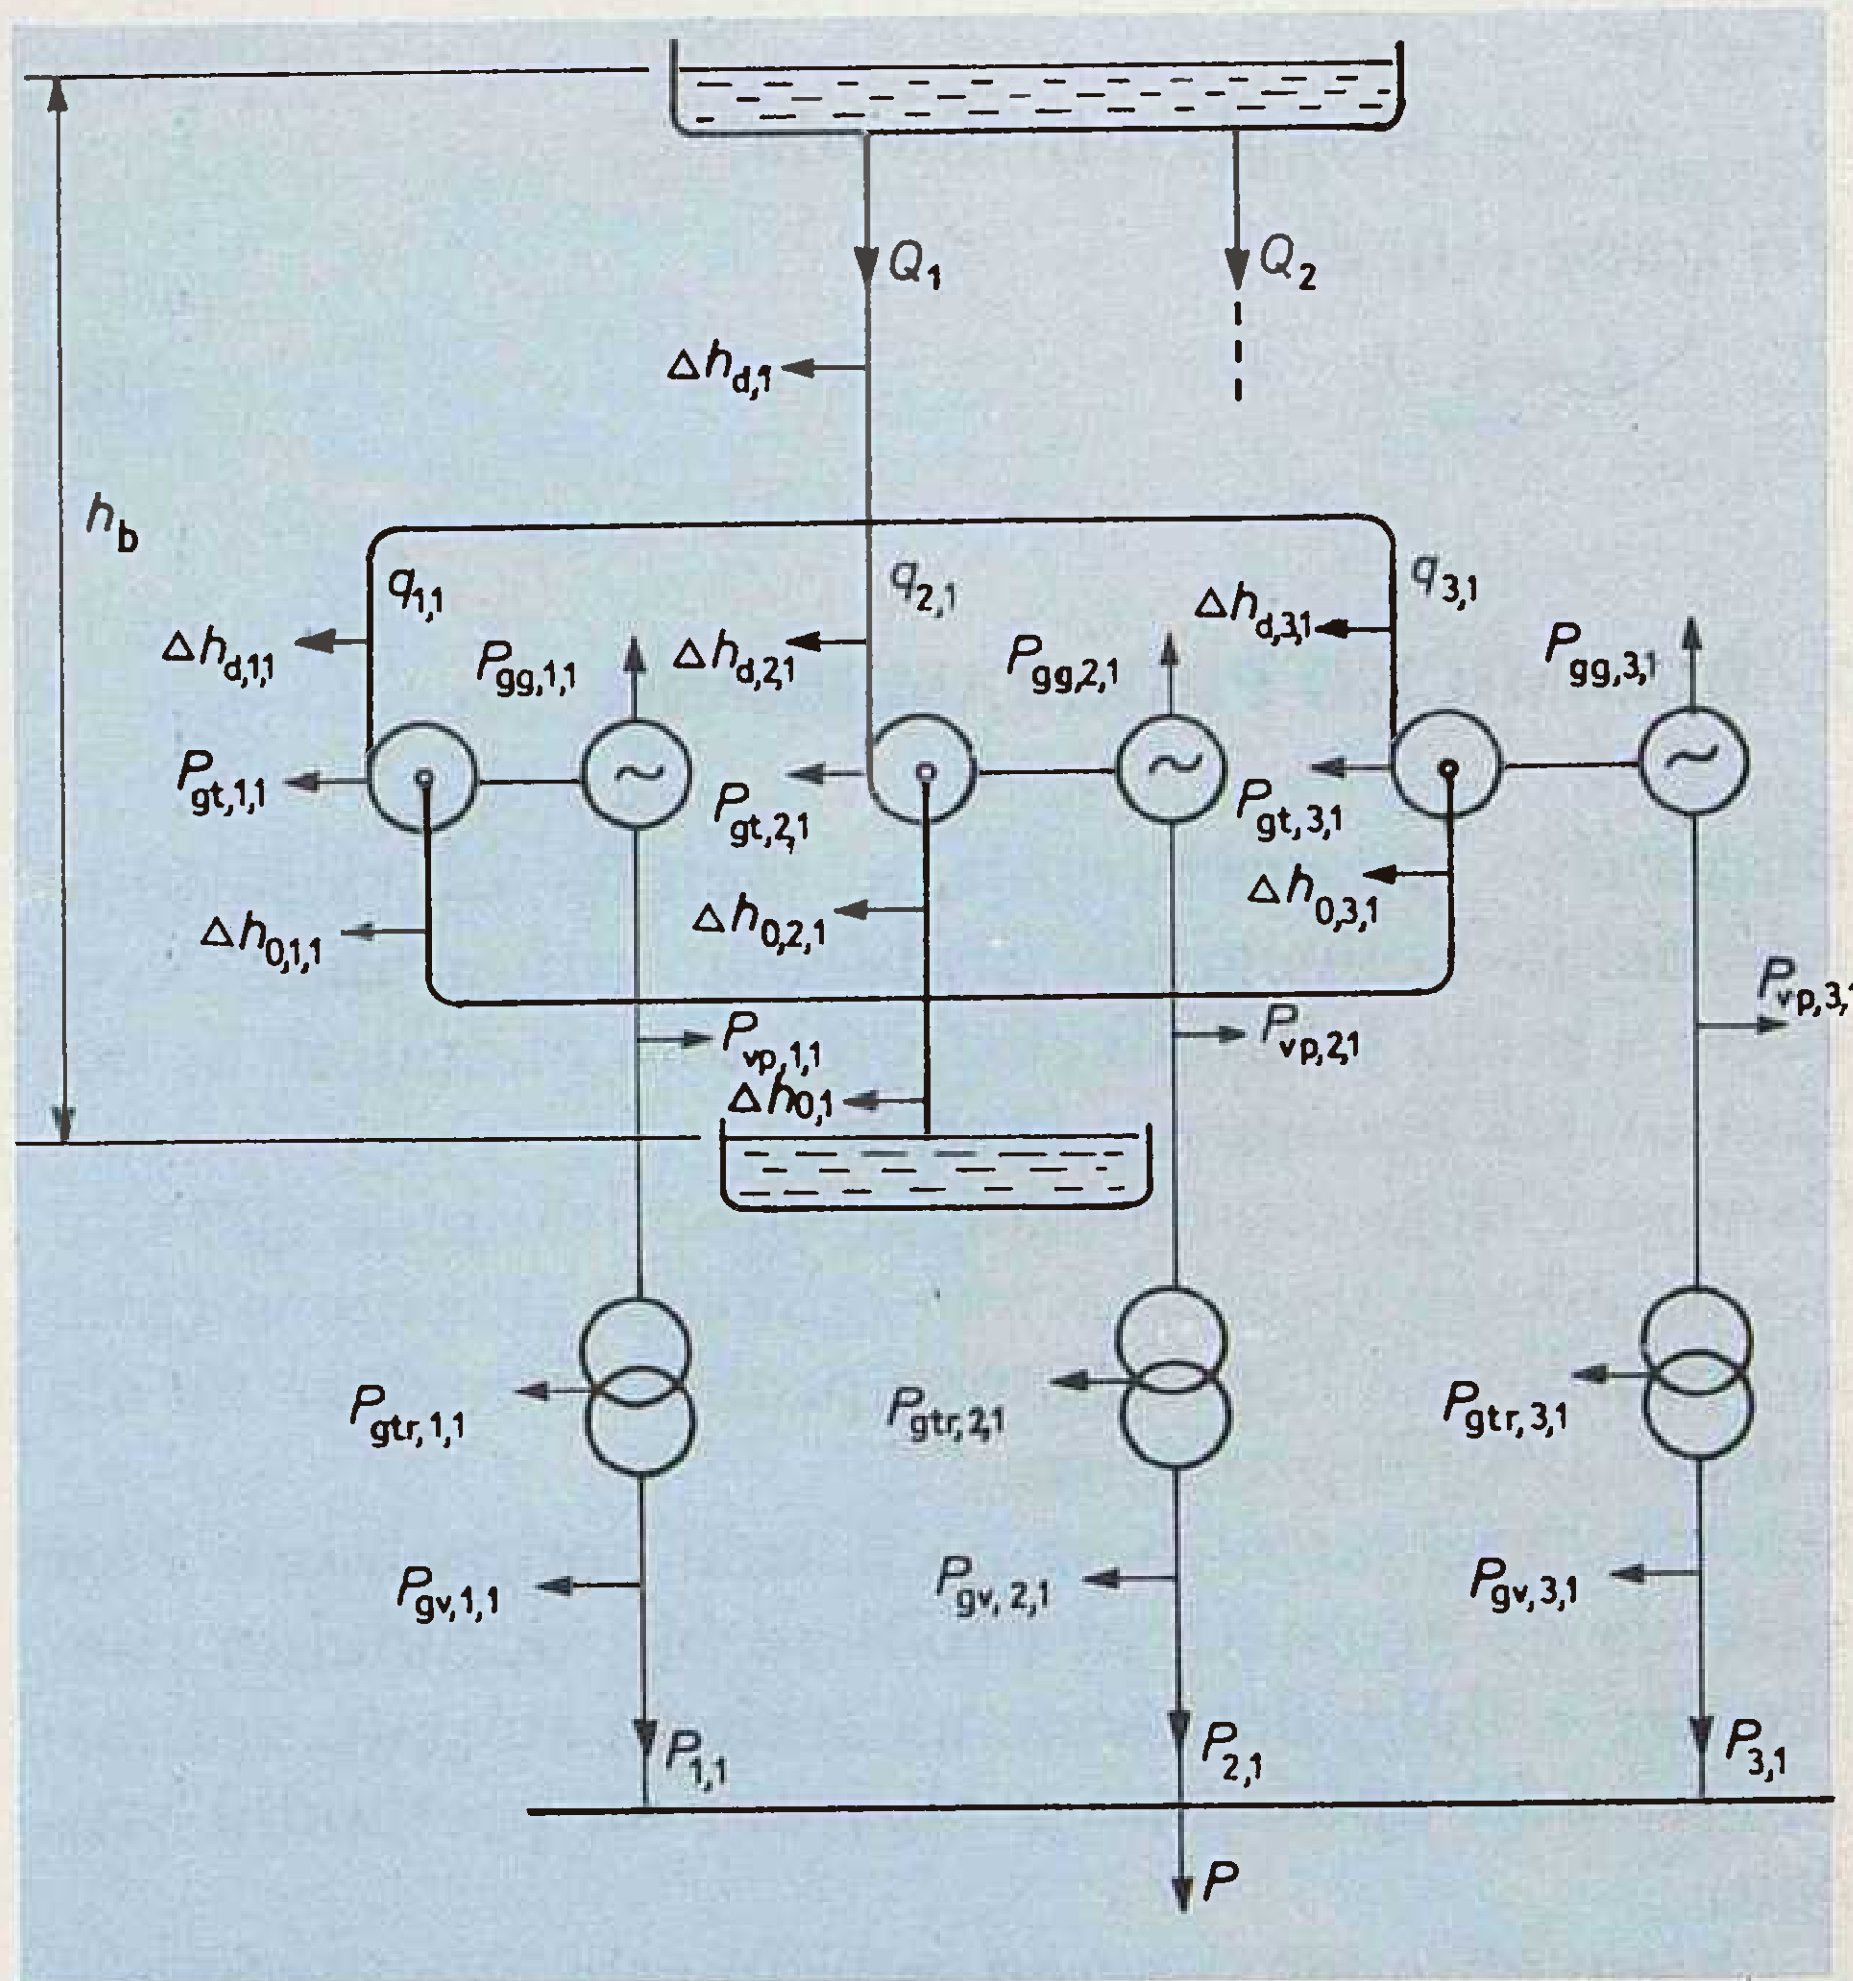 Q1
Q2
Δhd,1
hb
q1,1
q2,1
q3,1
Δhd,1,1
Pgg,1,1
Δhd,2,1
Pgg,2,1
Δhd,3,1
Pgg,3,1
Pgt,1,1
~
Pgt,2,1
~
Pgt,3,1
~
Δh0,1,1
Δh0,2,1
Δh0,3,1
Pvp,1,1
Pvp,2,1
Pvp,3,1
Δh0,1
Pgtr,1,1
Pgtr,2,1
Pgtr,3,1
Pgv,1,1
Pgv,2,1
Pgv,3,1
P1,1
P2,1
P3,1
P